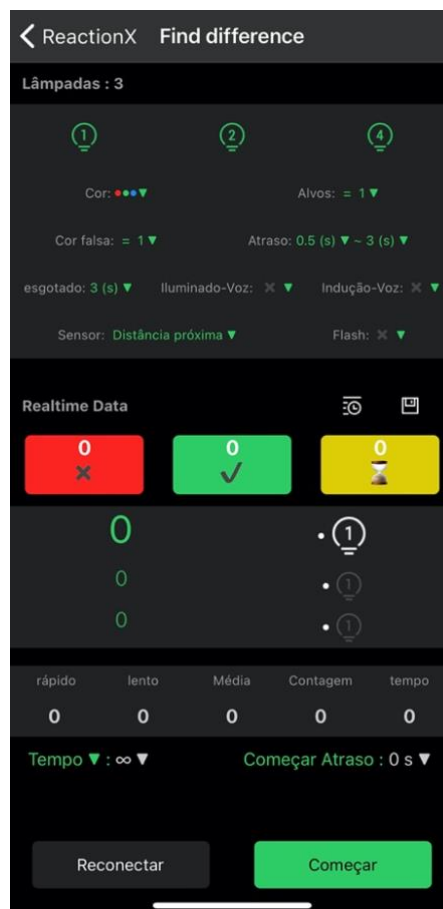 ReactionX Find difference
Lâmpadas : 3
1 2 4
Cor: ▼ Alvos: = 1 ▼
Cor falsa: = 1 ▼ Atraso: 0.5 (s) ▼ ~ 3 (s) ▼
esgotado: 3 (s) ▼ Iluminado-Voz: ✕ ▼ Indução-Voz: ✕ ▼
Sensor: Distância próxima ▼ Flash: ✕ ▼
Realtime Data
0 0 0
0 1
0 1
0 1
rápido lento Média Contagem tempo
0 0 0 0 0
Tempo ▼ : ∞ ▼ Começar Atraso : 0 s ▼
Reconectar Começar